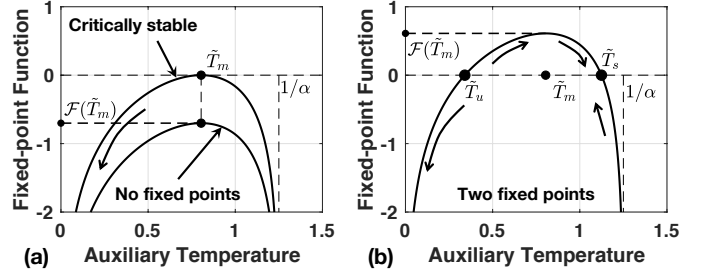 Fixed-point Function
Critically stable
T̃ₘ
0
1/α
F(T̃ₘ)
-1
No fixed points
-2
0
0.5
1
1.5
(a)
Auxiliary Temperature
Fixed-point Function
1
F(T̃ₘ)
T̃ₛ
0
T̃ᵤ
T̃ₘ
1/α
-1
Two fixed points
-2
0
0.5
1
1.5
(b)
Auxiliary Temperature